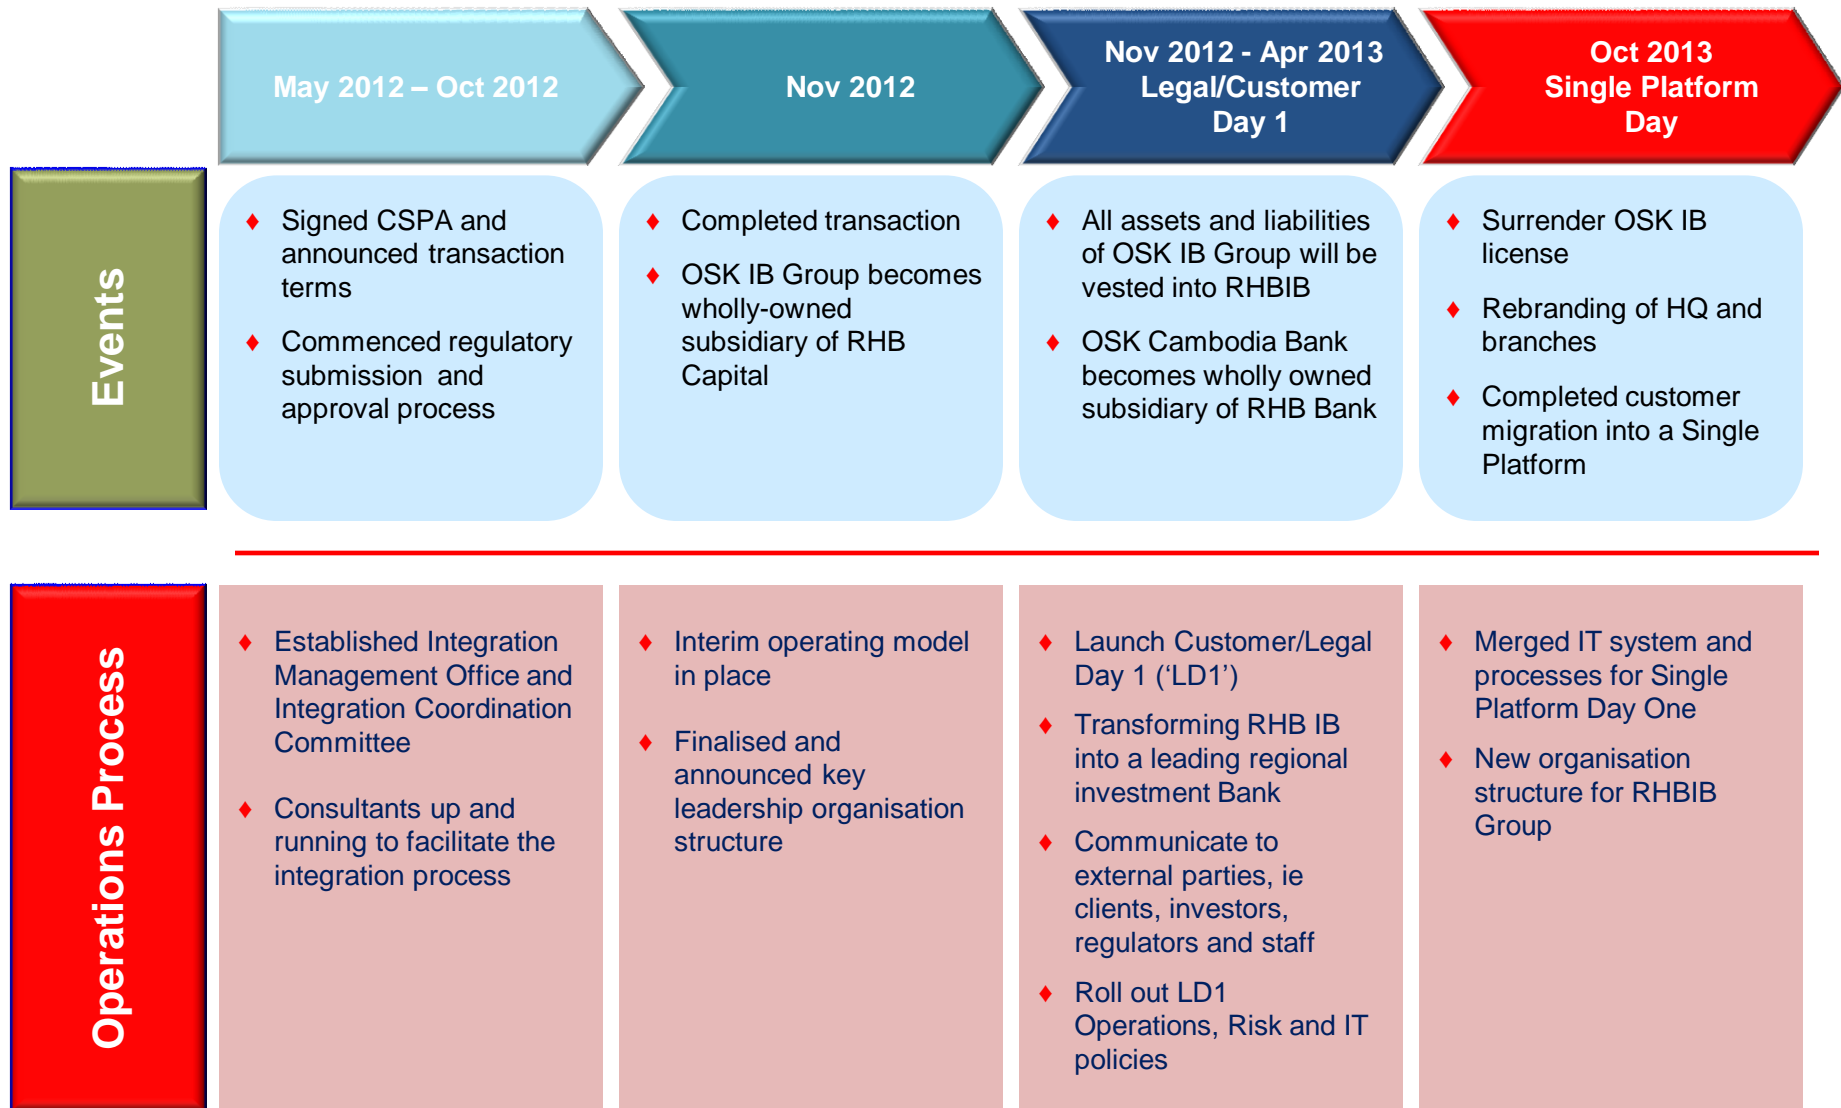 May 2012 – Oct 2012
Nov 2012
Nov 2012 - Apr 2013
Legal/Customer
Day 1
Oct 2013
Single Platform
Day
Events
♦ Signed CSPA and
announced transaction
terms
♦ Commenced regulatory
submission and
approval process
♦ Completed transaction
♦ OSK IB Group becomes
wholly-owned
subsidiary of RHB
Capital
♦ All assets and liabilities
of OSK IB Group will be
vested into RHBIB
♦ OSK Cambodia Bank
becomes wholly owned
subsidiary of RHB Bank
♦ Surrender OSK IB
license
♦ Rebranding of HQ and
branches
♦ Completed customer
migration into a Single
Platform
Operations Process
♦ Established Integration
Management Office and
Integration Coordination
Committee
♦ Consultants up and
running to facilitate the
integration process
♦ Interim operating model
in place
♦ Finalised and
announced key
leadership organisation
structure
♦ Launch Customer/Legal
Day 1 (‘LD1’)
♦ Transforming RHB IB
into a leading regional
investment Bank
♦ Communicate to
external parties, ie
clients, investors,
regulators and staff
♦ Roll out LD1
Operations, Risk and IT
policies
♦ Merged IT system and
processes for Single
Platform Day One
♦ New organisation
structure for RHBIB
Group